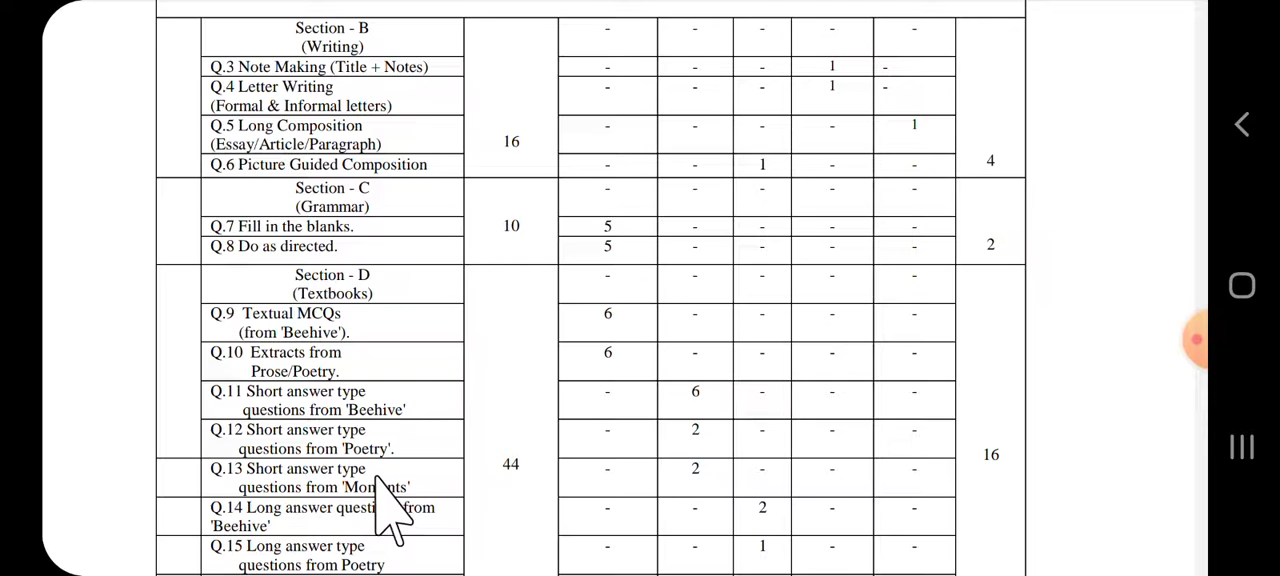 Section - B - - - - -
(Writing)
Q.3 Note Making (Title + Notes) - - - 1 -
Q.4 Letter Writing - - - 1 -
(Formal & Informal letters)
Q.5 Long Composition - - - - 1
(Essay/Article/Paragraph) 16
Q.6 Picture Guided Composition - - 1 - - 4
Section - C - - - - -
(Grammar)
Q.7 Fill in the blanks. 10 5 - - - -
Q.8 Do as directed. 5 - - - - 2
Section - D - - - - -
(Textbooks)
Q.9 Textual MCQs 6 - - - -
(from 'Beehive').
Q.10 Extracts from 6 - - - -
Prose/Poetry.
Q.11 Short answer type - 6 - - -
questions from 'Beehive'
Q.12 Short answer type - 2 - - -
questions from 'Poetry'.
Q.13 Short answer type 44 - 2 - - - 16
questions from
Q.14 Long answer from - - 2 - -
'Beehive'
Q.15 Long answer type - - 1 - -
questions from Poetry